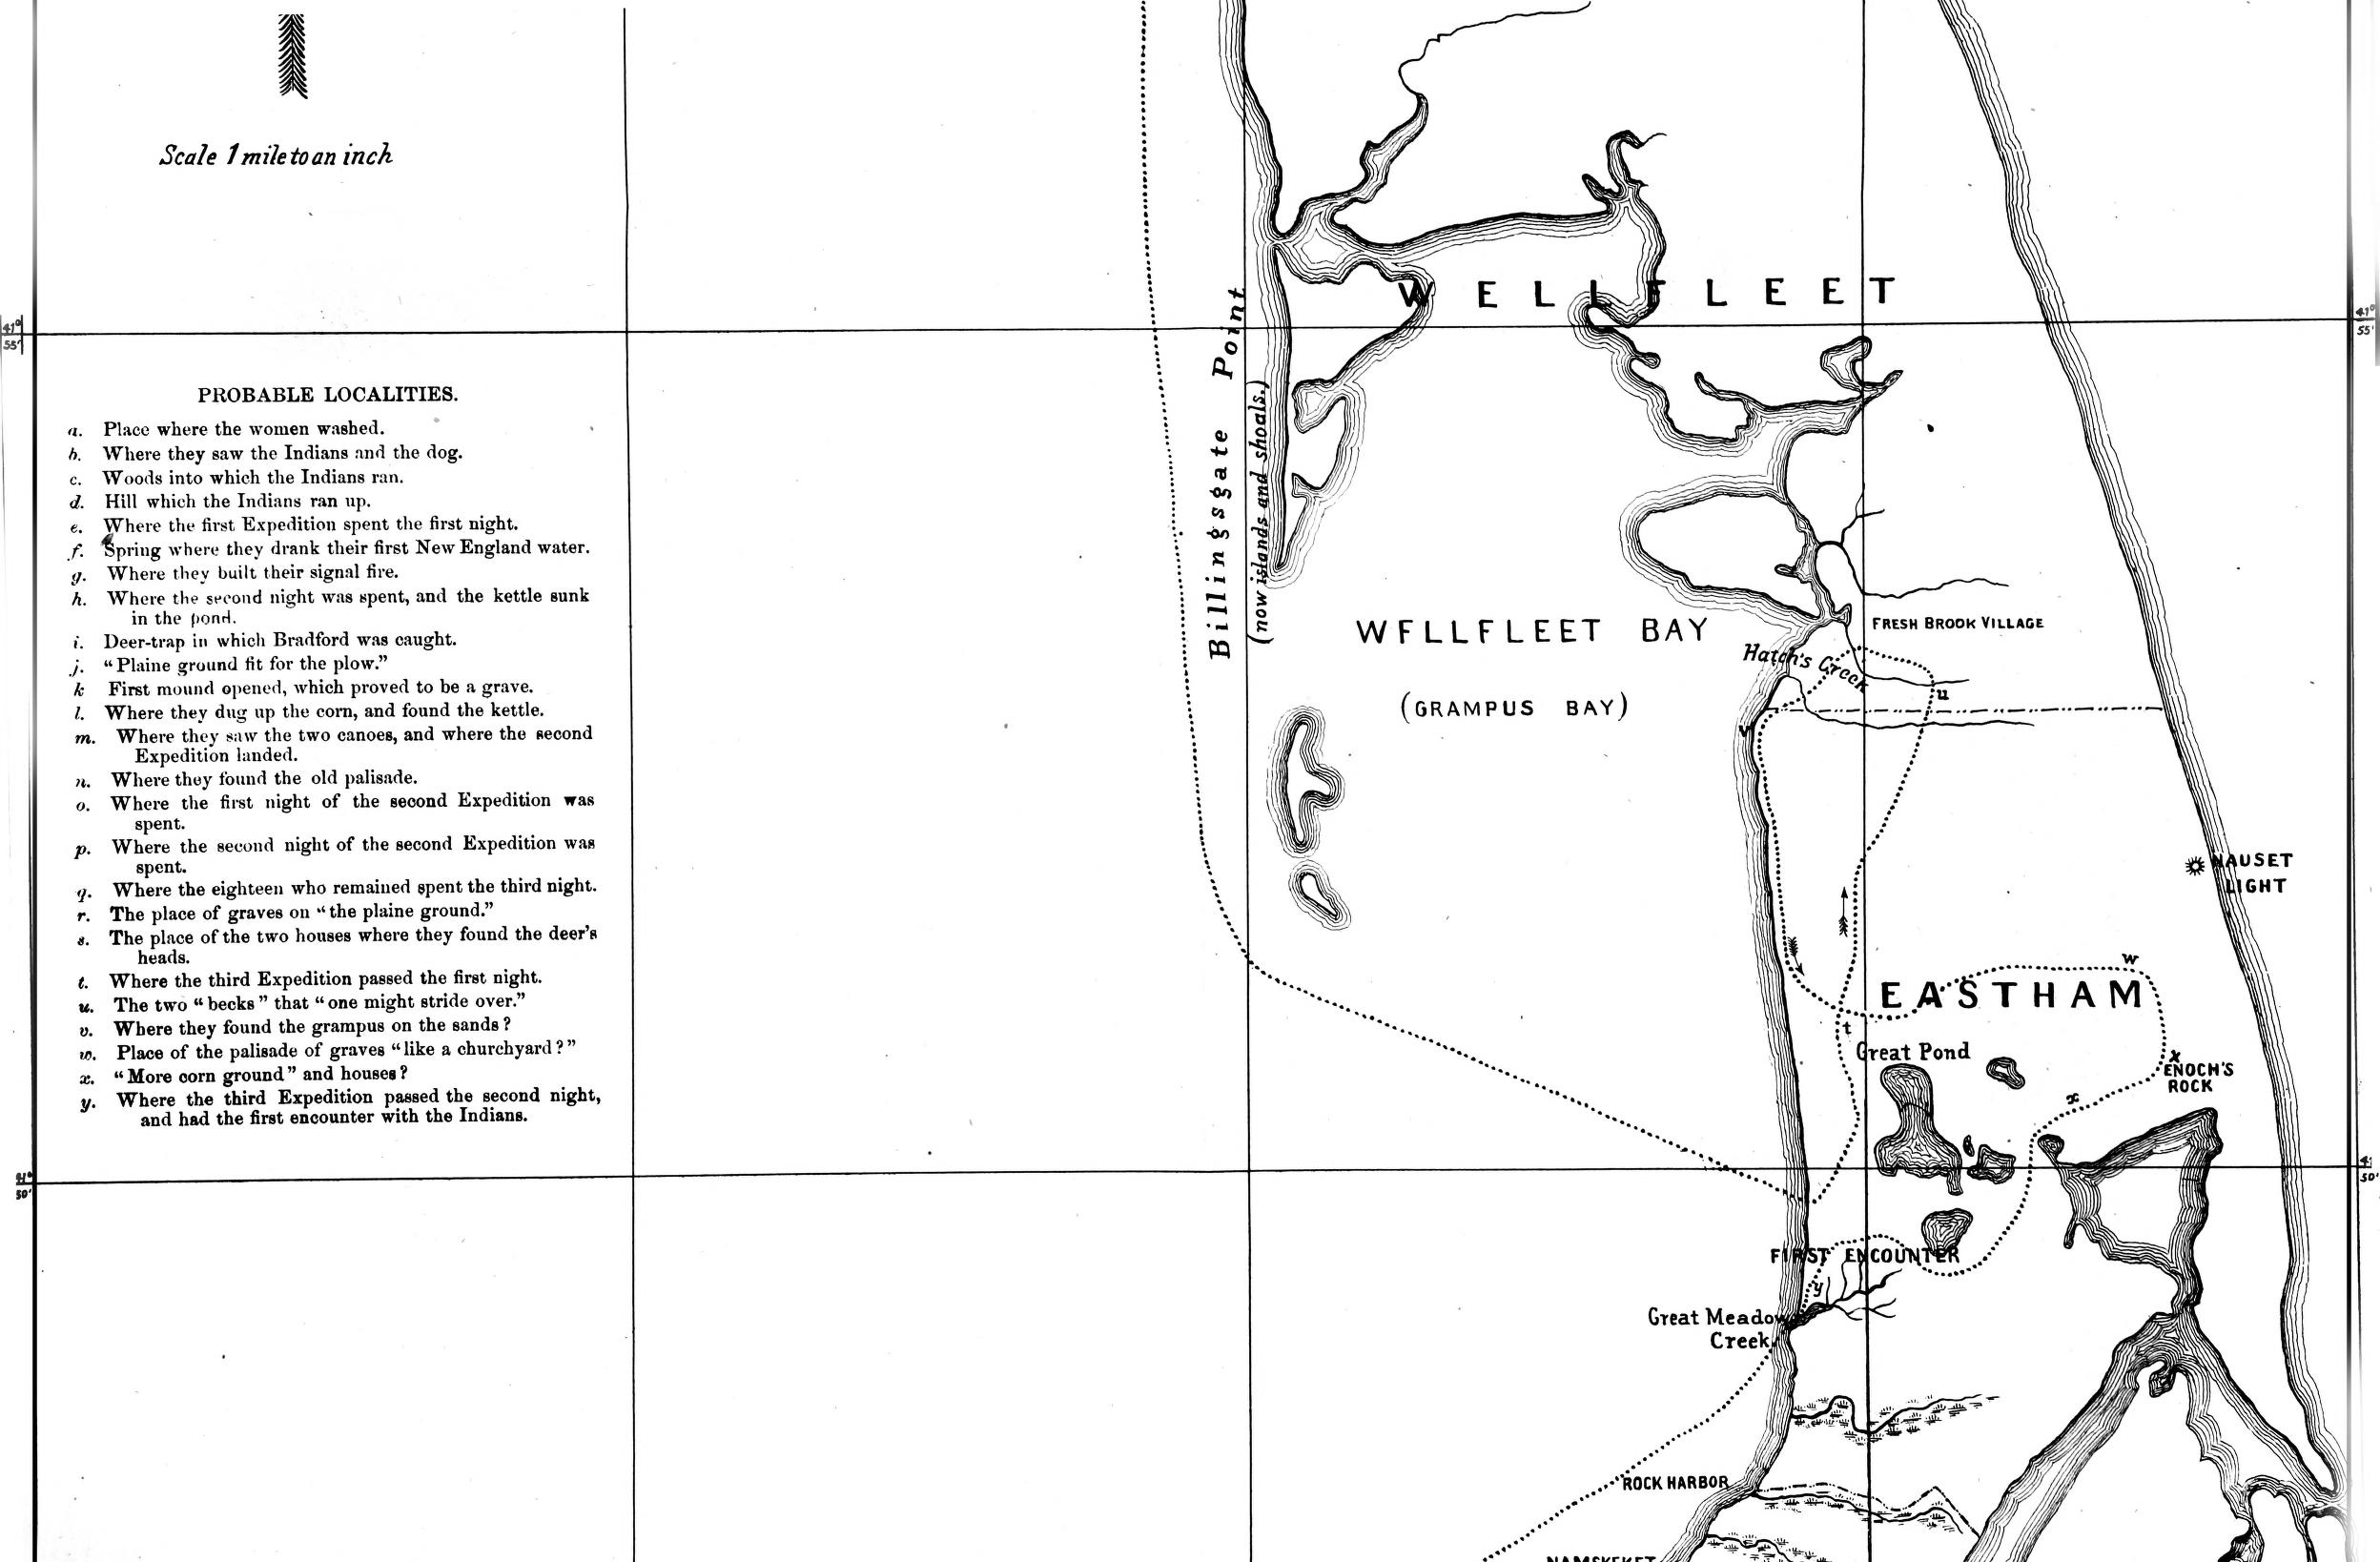 Scale 1 mile to an inch
41°
55'
41°
55'
PROBABLE LOCALITIES.
a. Place where the women washed.
b. Where they saw the Indians and the dog.
c. Woods into which the Indians ran.
d. Hill which the Indians ran up.
e. Where the first Expedition spent the first night.
f. Spring where they drank their first New England water.
g. Where they built their signal fire.
h. Where the second night was spent, and the kettle sunk
in the pond.
i. Deer-trap in which Bradford was caught.
j. “Plaine ground fit for the plow.”
k First mound opened, which proved to be a grave.
l. Where they dug up the corn, and found the kettle.
m. Where they saw the two canoes, and where the second
Expedition landed.
n. Where they found the old palisade.
o. Where the first night of the second Expedition was
spent.
p. Where the second night of the second Expedition was
spent.
q. Where the eighteen who remained spent the third night.
r. The place of graves on “the plaine ground.”
s. The place of the two houses where they found the deer's
heads.
t. Where the third Expedition passed the first night.
u. The two “becks” that “one might stride over.”
v. Where they found the grampus on the sands?
w. Place of the palisade of graves “like a churchyard?”
x. “More corn ground” and houses?
y. Where the third Expedition passed the second night,
and had the first encounter with the Indians.
41°
50'
41
50'
WELLFLEET
Billingsgate Point
(now islands and shoals.)
WFLLFLEET BAY
(GRAMPUS BAY)
FRESH BROOK VILLAGE
Hatch's Creek
u
v
NAUSET
LIGHT
w
EASTHAM
t
Great Pond
x
ENOCH'S
ROCK
x
FIRST ENCOUNTER
y
Great Meadow
Creek
ROCK HARBOR
NAMSKEKET